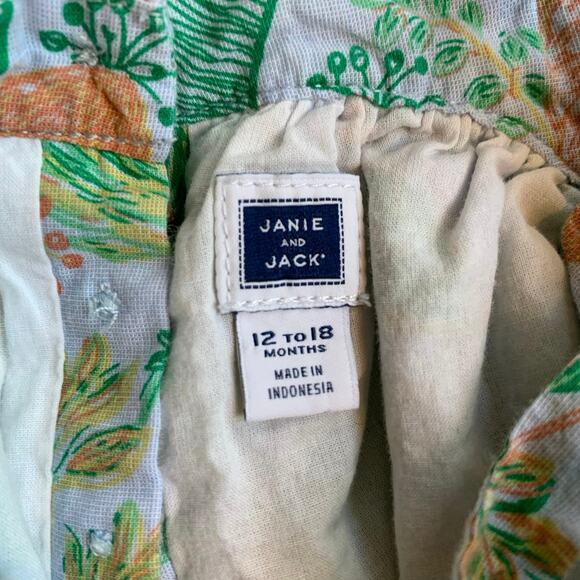 JANIE
AND
JACK®
12 TO 18
MONTHS
MADE IN
INDONESIA